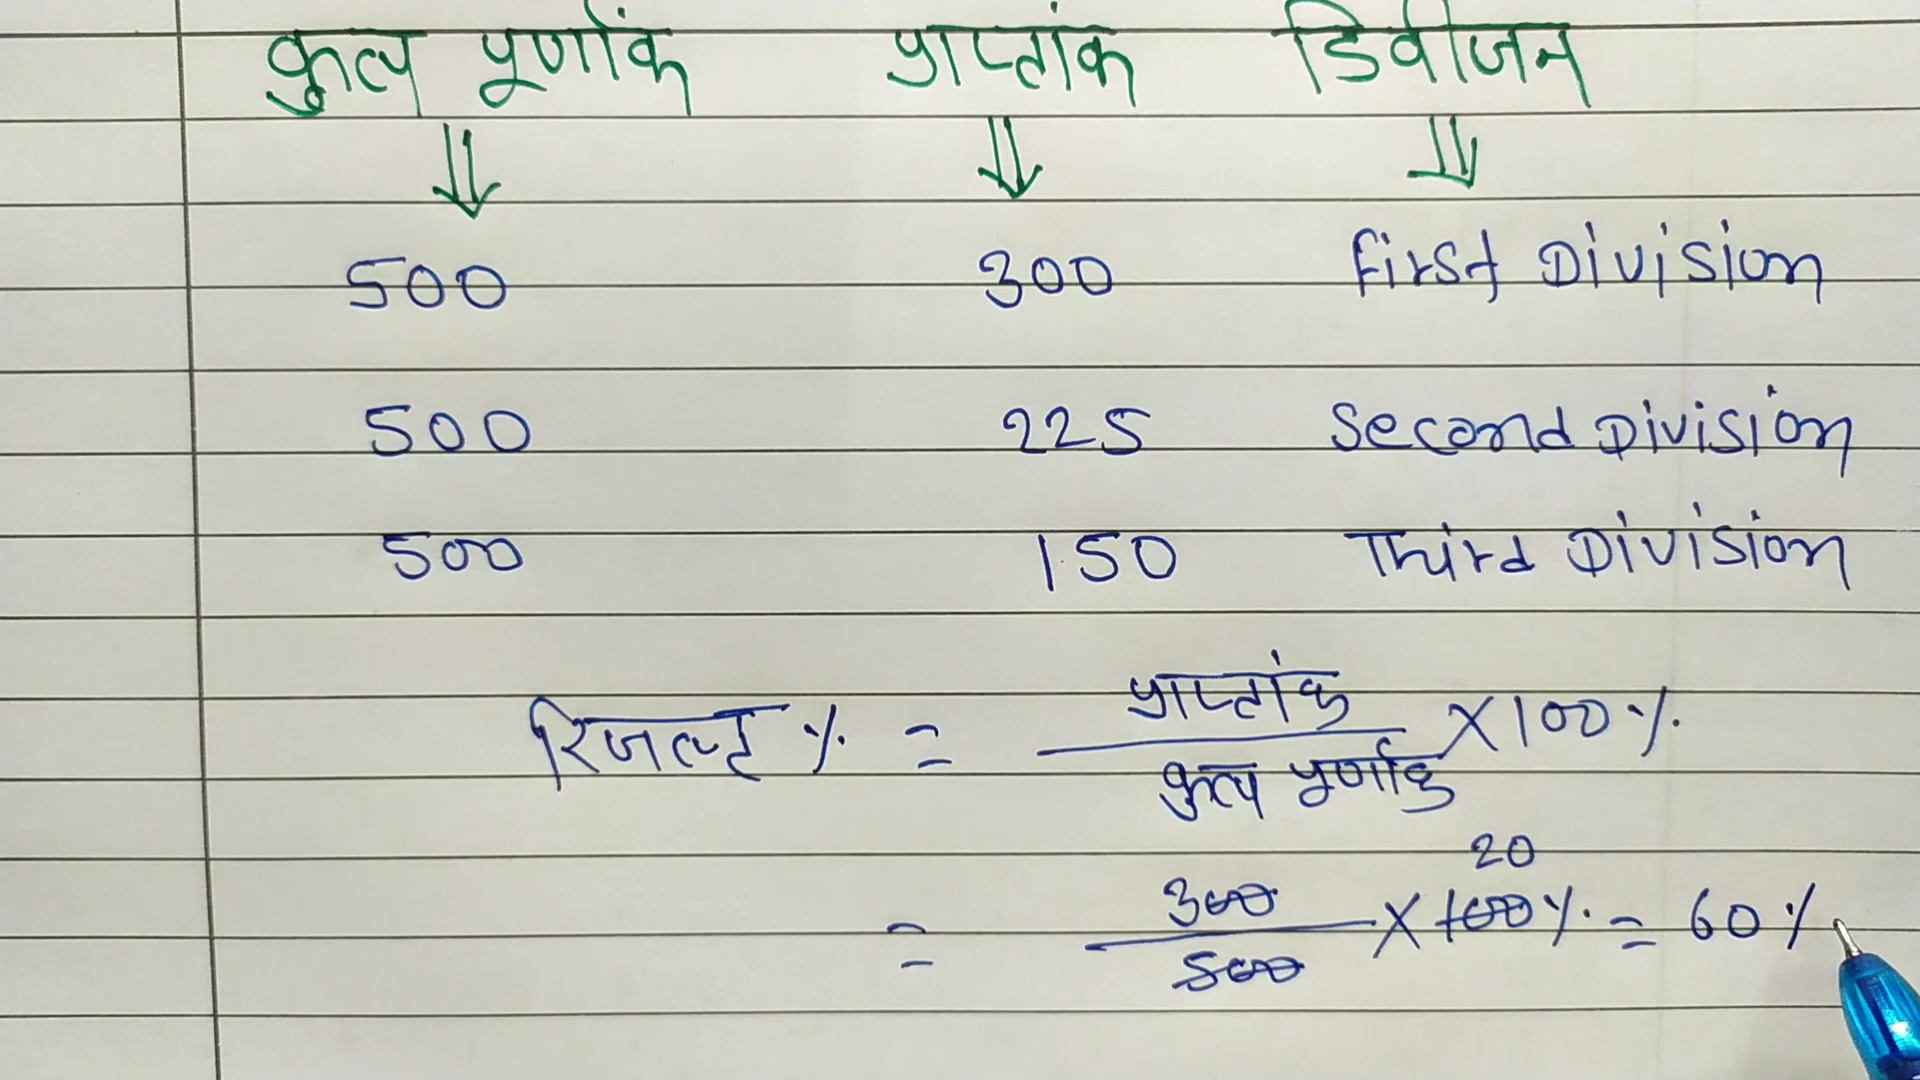 कुल पूर्णांक प्राप्तांक डिवीजन
⇓ ⇓ ⇓
500 300 First Division
500 225 Second Division
500 150 Third Division
रिजल्ट % = प्राप्तांक / कुल पूर्णांक × 100 %
20
= 300 / 500 × 100 % = 60 %